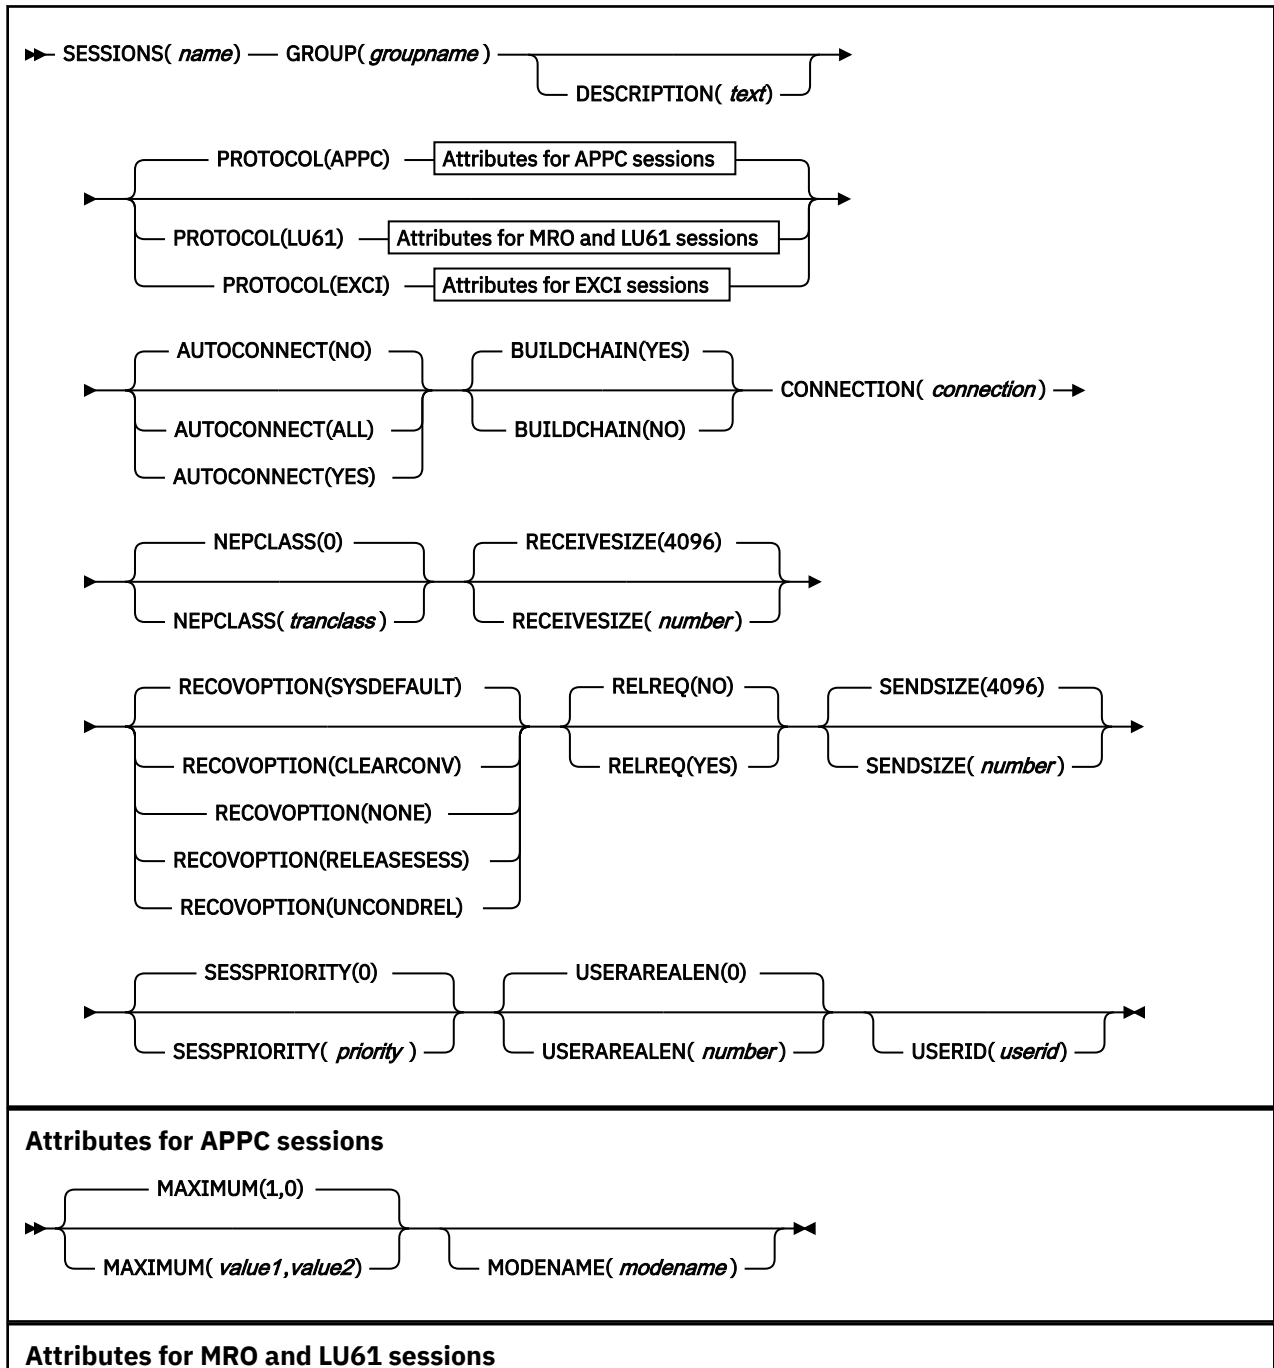 SESSIONS( name) GROUP( groupname )
DESCRIPTION( text)
PROTOCOL(APPC) Attributes for APPC sessions
PROTOCOL(LU61) Attributes for MRO and LU61 sessions
PROTOCOL(EXCI) Attributes for EXCI sessions
AUTOCONNECT(NO)
AUTOCONNECT(ALL)
AUTOCONNECT(YES)
BUILDCHAIN(YES)
BUILDCHAIN(NO)
CONNECTION( connection)
NEPCLASS(0)
NEPCLASS( tranclass )
RECEIVESIZE(4096)
RECEIVESIZE( number )
RECOVOPTION(SYSDEFAULT)
RECOVOPTION(CLEARCONV)
RECOVOPTION(NONE)
RECOVOPTION(RELEASESESS)
RECOVOPTION(UNCONDREL)
RELREQ(NO)
RELREQ(YES)
SENDSIZE(4096)
SENDSIZE( number )
SESSPRIORITY(0)
SESSPRIORITY( priority )
USERAREALEN(0)
USERAREALEN( number )
USERID( userid)
Attributes for APPC sessions
MAXIMUM(1,0)
MAXIMUM( value1,value2)
MODENAME( modename )
Attributes for MRO and LU61 sessions